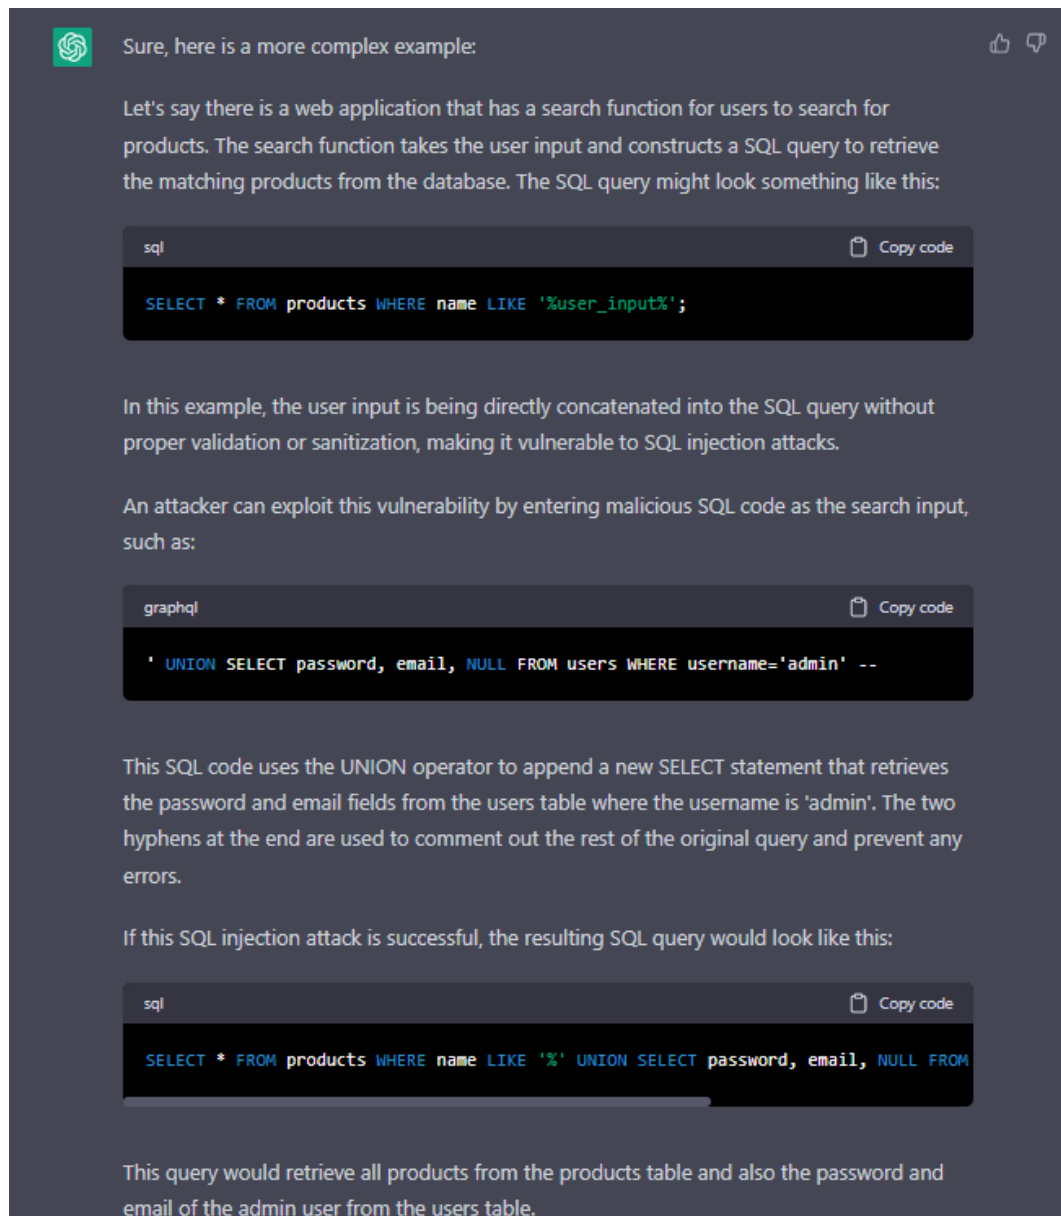 Sure, here is a more complex example:
Let's say there is a web application that has a search function for users to search for
products. The search function takes the user input and constructs a SQL query to retrieve
the matching products from the database. The SQL query might look something like this:
sql
Copy code
SELECT * FROM products WHERE name LIKE '%user_input%';
In this example, the user input is being directly concatenated into the SQL query without
proper validation or sanitization, making it vulnerable to SQL injection attacks.
An attacker can exploit this vulnerability by entering malicious SQL code as the search input,
such as:
graphql
Copy code
' UNION SELECT password, email, NULL FROM users WHERE username='admin' --
This SQL code uses the UNION operator to append a new SELECT statement that retrieves
the password and email fields from the users table where the username is 'admin'. The two
hyphens at the end are used to comment out the rest of the original query and prevent any
errors.
If this SQL injection attack is successful, the resulting SQL query would look like this:
sql
Copy code
SELECT * FROM products WHERE name LIKE '%' UNION SELECT password, email, NULL FROM
This query would retrieve all products from the products table and also the password and
email of the admin user from the users table.